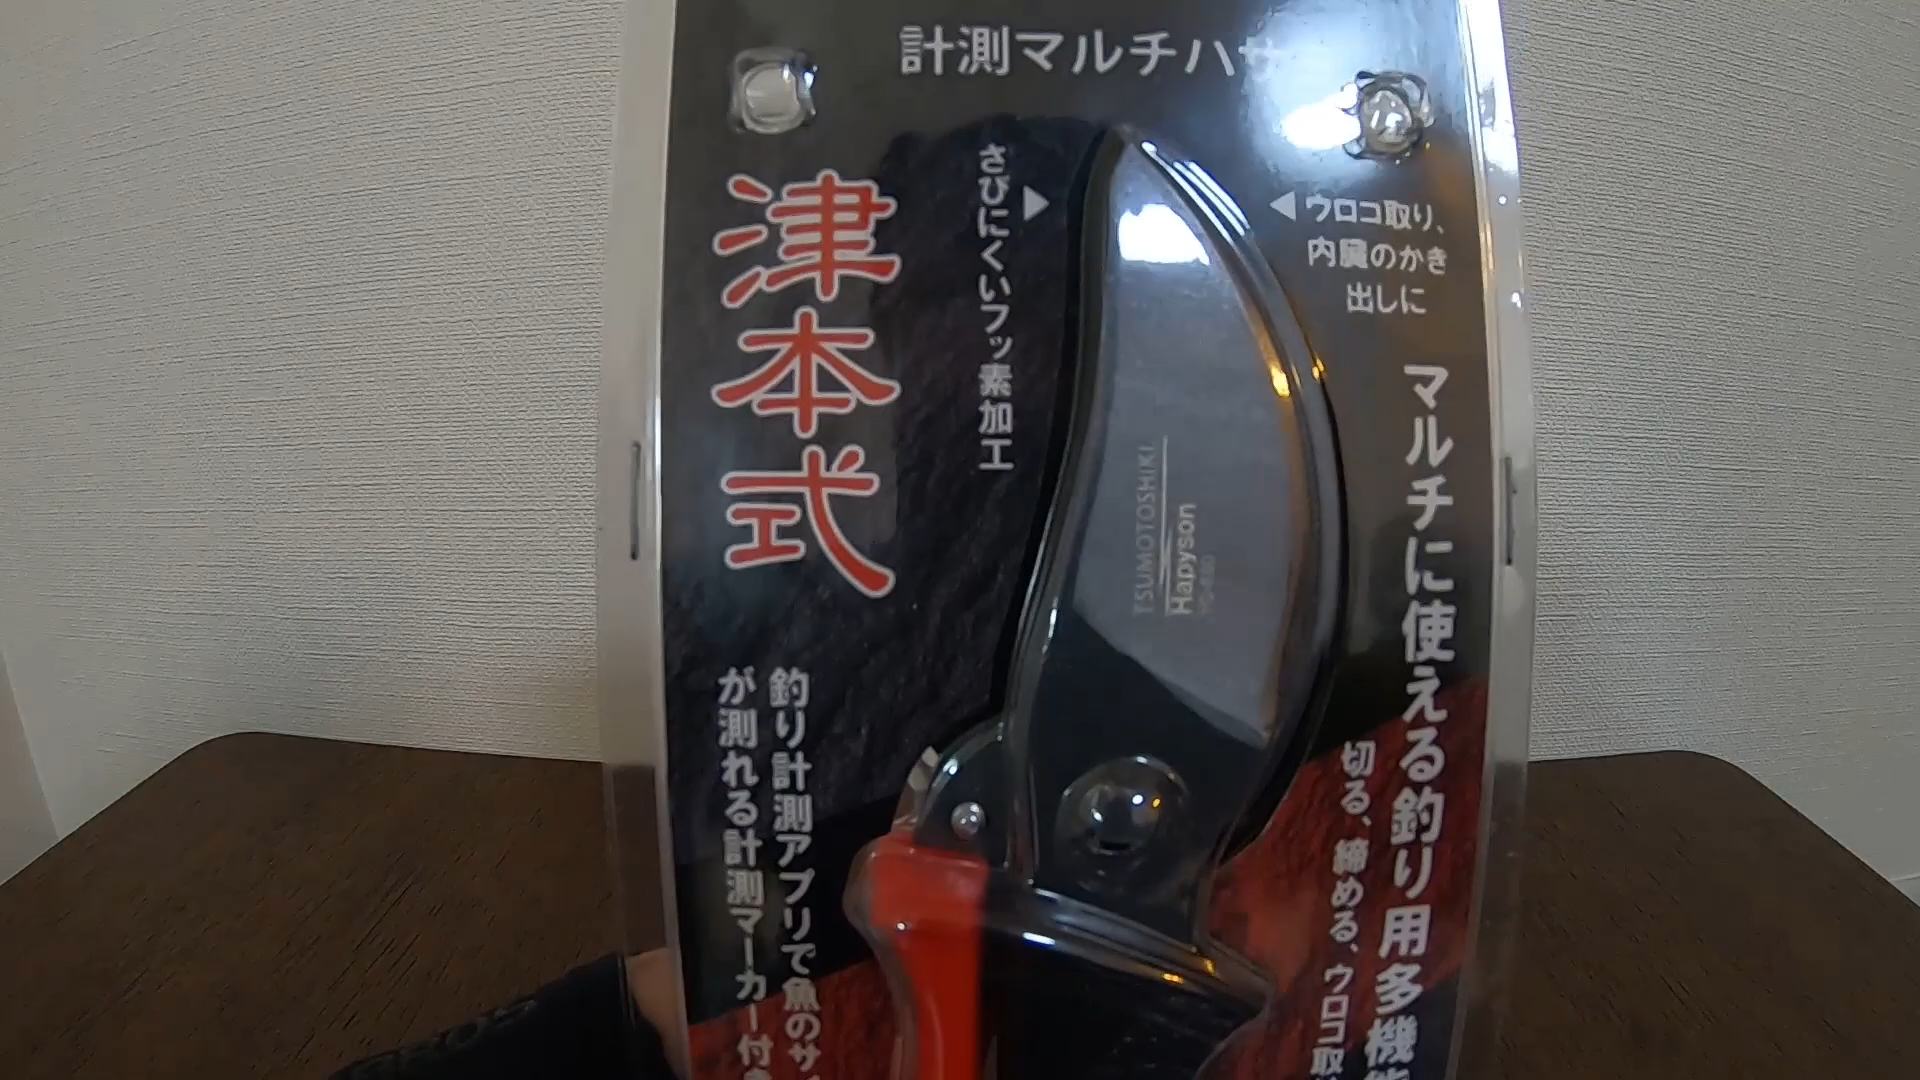 計測マルチハサ
さびにくいフッ素加工
ウロコ取り、
内臓のかき
出しに
津本式
マルチに使える釣り用多機能
切る、締める、ウロコ取
TSUMOTOSHIKI
Hapyson
釣り計測アプリで魚のサイ
が測れる計測マーカー付